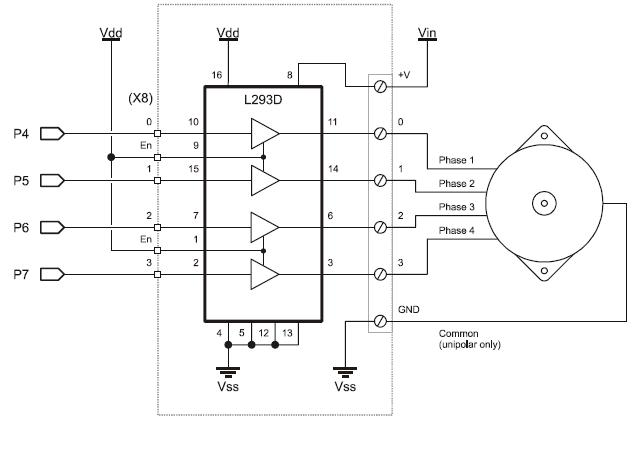 Vdd Vdd Vin
16 8 +V
(X8) L293D
P4 0 10 11 0
En 9 Phase 1
P5 1 15 14 1
Phase 2
P6 2 7 6 2 Phase 3
En 1 Phase 4
P7 3 2 3 3
GND
4 5 12 13 Common
(unipolar only)
Vss Vss